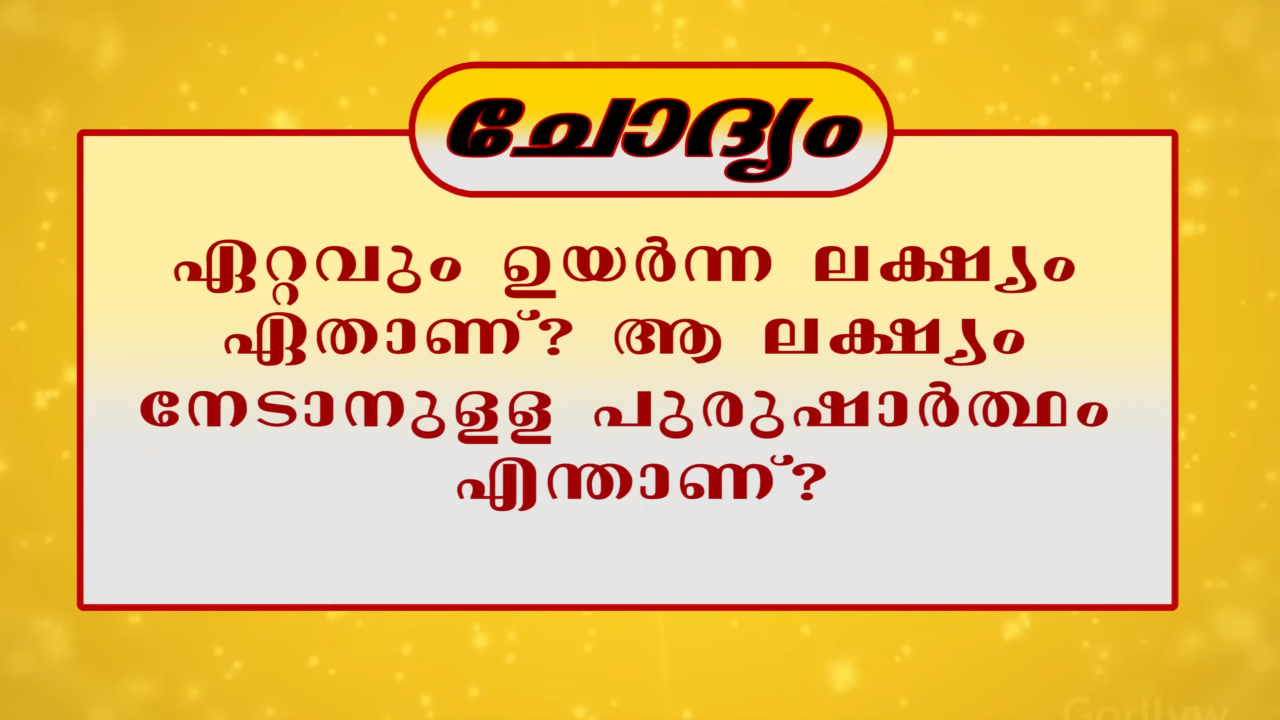 ചോദ്യം
ഏറ്റവും ഉയർന്ന ലക്ഷ്യം
ഏതാണ്? ആ ലക്ഷ്യം
നേടാനുള്ള പുരുഷാർത്ഥം
എന്താണ്?